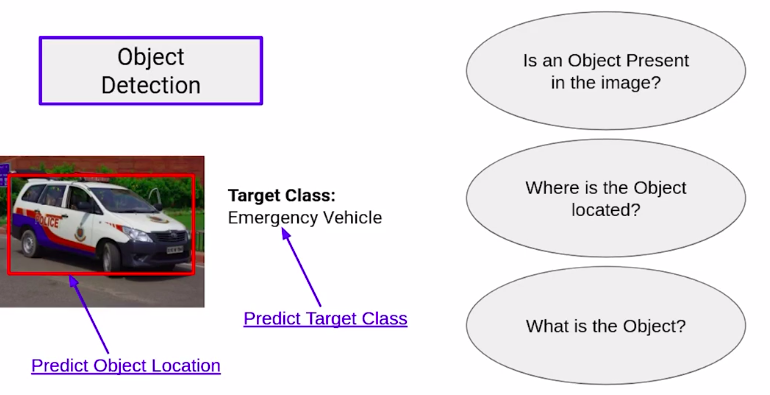 Object
Detection
Is an Object Present
in the image?
Where is the Object
located?
What is the Object?
Target Class:
Emergency Vehicle
Predict Target Class
Predict Object Location
POLICE